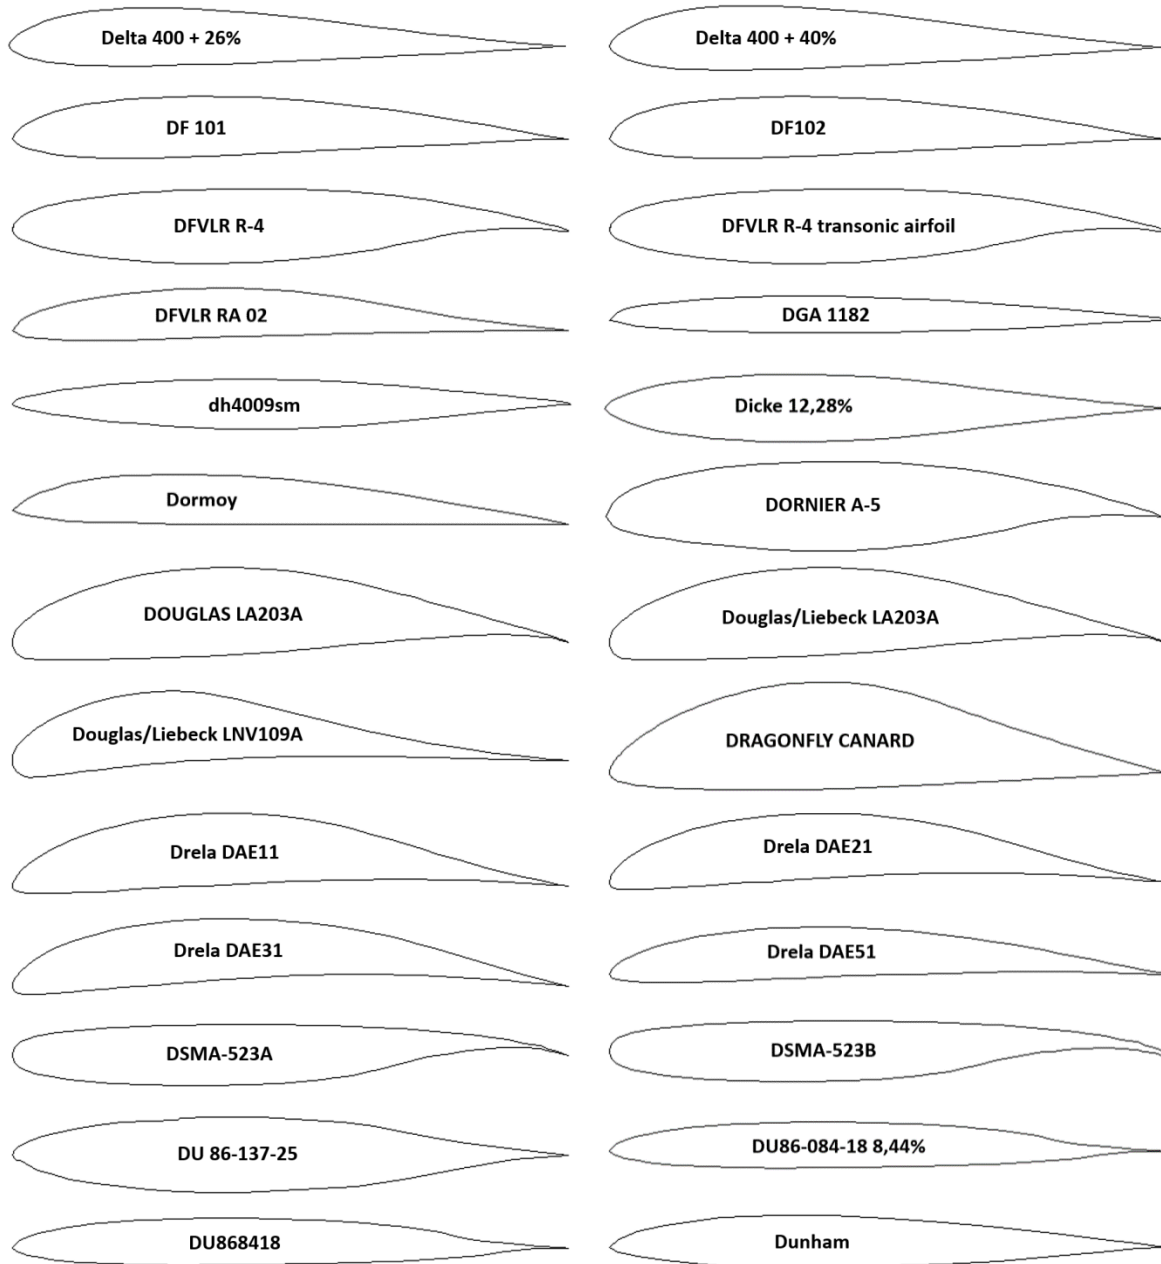 Delta 400 + 26%
Delta 400 + 40%
DF 101
DF102
DFVLR R-4
DFVLR R-4 transonic airfoil
DFVLR RA 02
DGA 1182
dh4009sm
Dicke 12,28%
Dormoy
DORNIER A-5
DOUGLAS LA203A
Douglas/Liebeck LA203A
Douglas/Liebeck LNV109A
DRAGONFLY CANARD
Drela DAE11
Drela DAE21
Drela DAE31
Drela DAE51
DSMA-523A
DSMA-523B
DU 86-137-25
DU86-084-18 8,44%
DU868418
Dunham